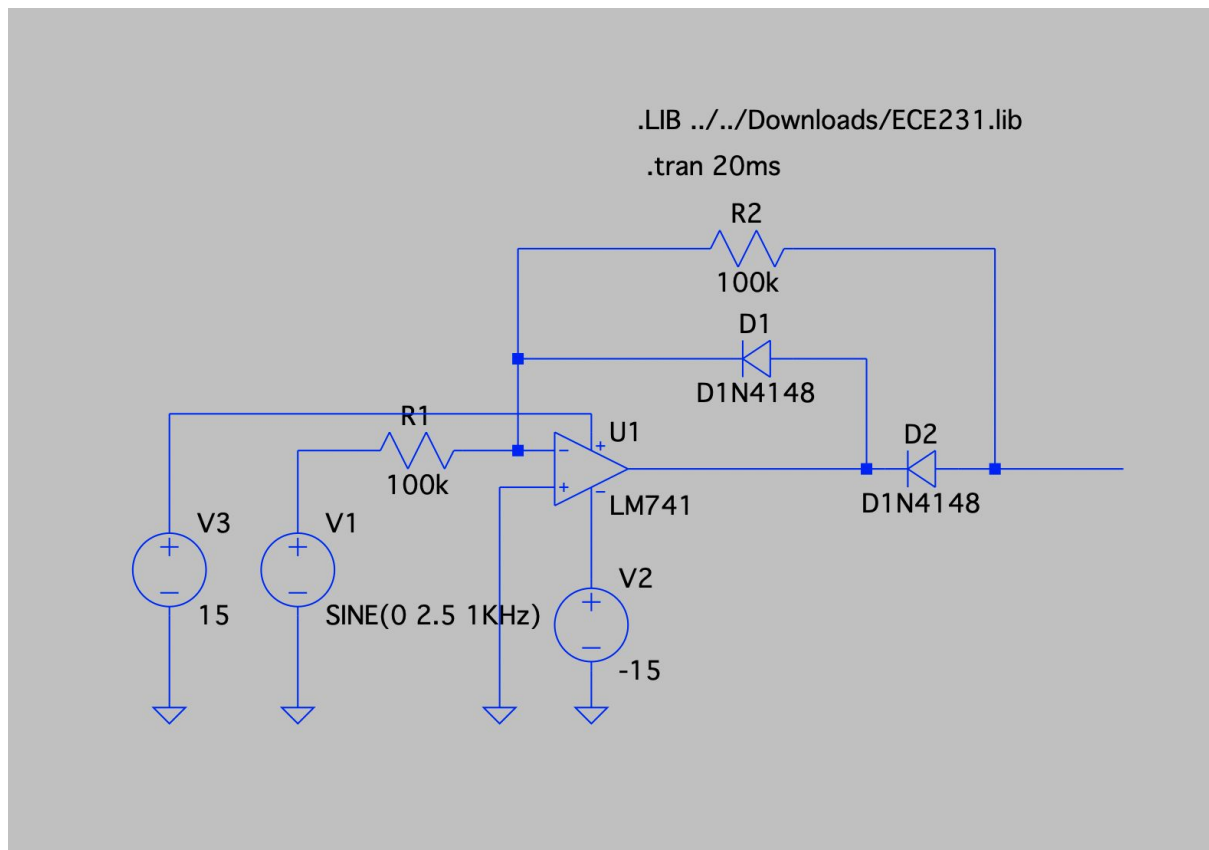 .LIB ../../Downloads/ECE231.lib
.tran 20ms
R2
100k
D1
D1N4148
R1
100k
U1
LM741
D2
D1N4148
V3
15
V1
SINE(0 2.5 1KHz)
V2
-15